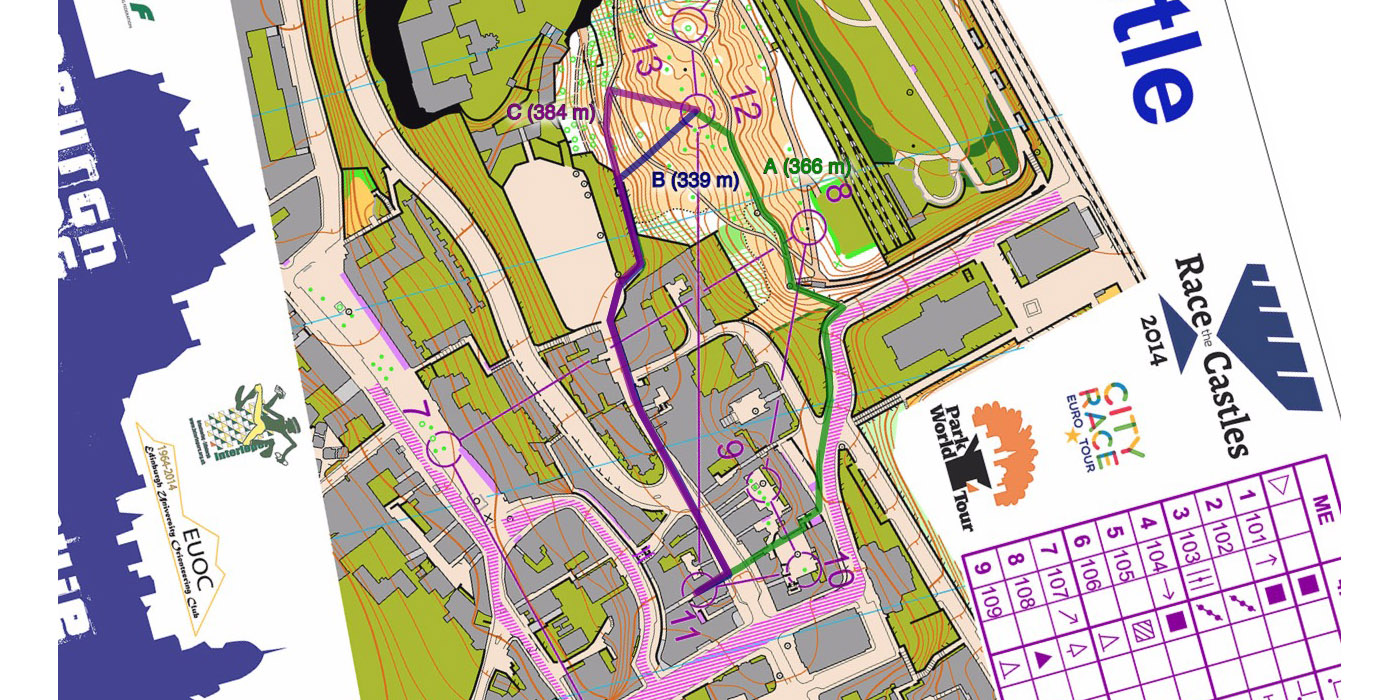 tle
13
12
C (384 m)
A (366 m)
B (339 m)
8
7
9
10
11
Race the Castles
2014
CITY
RACE
EURO TOUR
Park
World
Tour
interlopers
1964-2014
Edinburgh University Orienteering Club
EUOC
ME
1 101
2 102
3 103
4 104
5 105
6 106
7 107
8 108
9 109